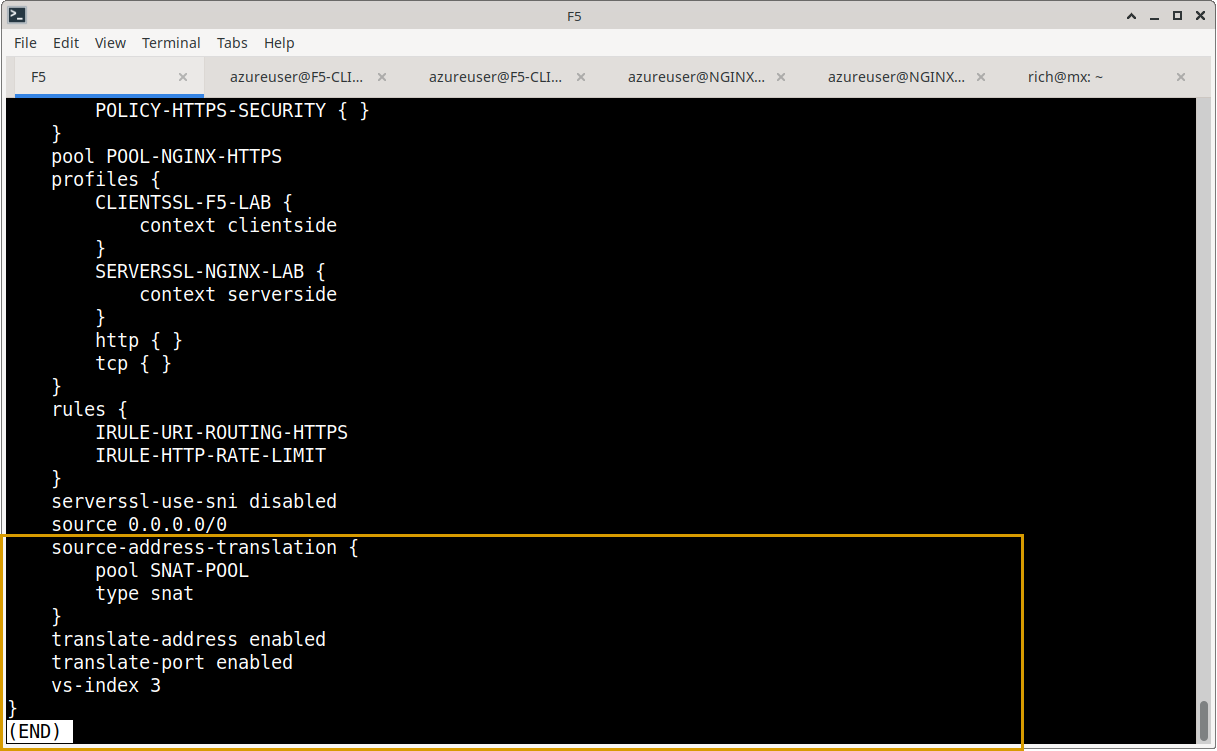 F5
File Edit View Terminal Tabs Help
F5 azureuser@F5-CLI... azureuser@F5-CLI... azureuser@NGINX... azureuser@NGINX... rich@mx: ~
        POLICY-HTTPS-SECURITY { }
    }
    pool POOL-NGINX-HTTPS
    profiles {
        CLIENTSSL-F5-LAB {
            context clientside
        }
        SERVERSSL-NGINX-LAB {
            context serverside
        }
        http { }
        tcp { }
    }
    rules {
        IRULE-URI-ROUTING-HTTPS
        IRULE-HTTP-RATE-LIMIT
    }
    serverssl-use-sni disabled
    source 0.0.0.0/0
    source-address-translation {
        pool SNAT-POOL
        type snat
    }
    translate-address enabled
    translate-port enabled
    vs-index 3
}
(END)